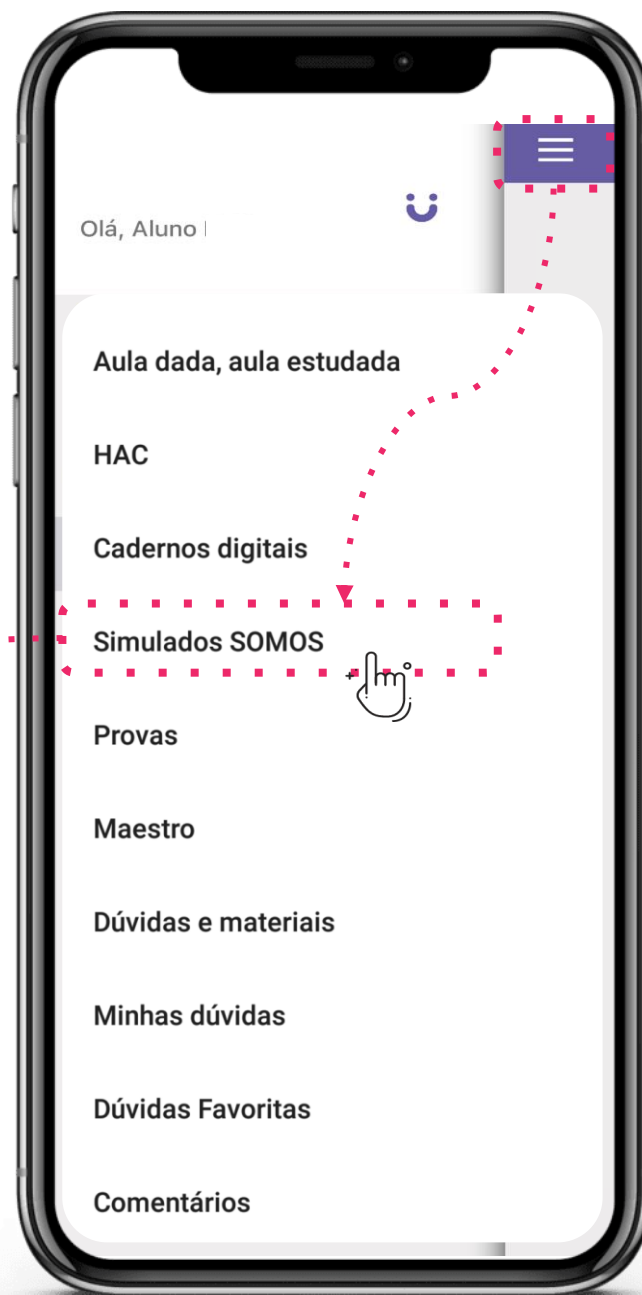 Olá, Aluno
Aula dada, aula estudada
HAC
Cadernos digitais
Simulados SOMOS
Provas
Maestro
Dúvidas e materiais
Minhas dúvidas
Dúvidas Favoritas
Comentários